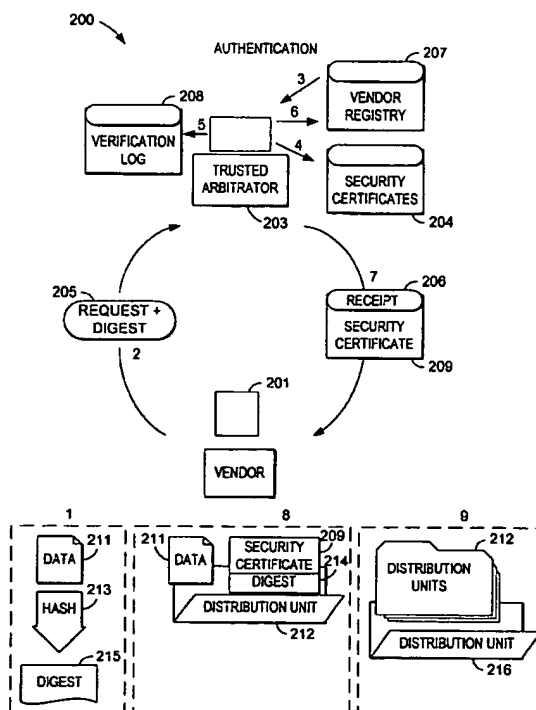 200
AUTHENTICATION
207
VENDOR
REGISTRY
3
6
208
VERIFICATION
LOG
5
4
TRUSTED
ARBITRATOR
203
SECURITY
CERTIFICATES
204
205
REQUEST +
DIGEST
2
7
206
RECEIPT
SECURITY
CERTIFICATE
209
201
VENDOR
1
DATA
211
HASH
213
215
DIGEST
8
211
DATA
209
SECURITY
CERTIFICATE
214
DIGEST
DISTRIBUTION UNIT
212
9
212
DISTRIBUTION
UNITS
DISTRIBUTION UNIT
216